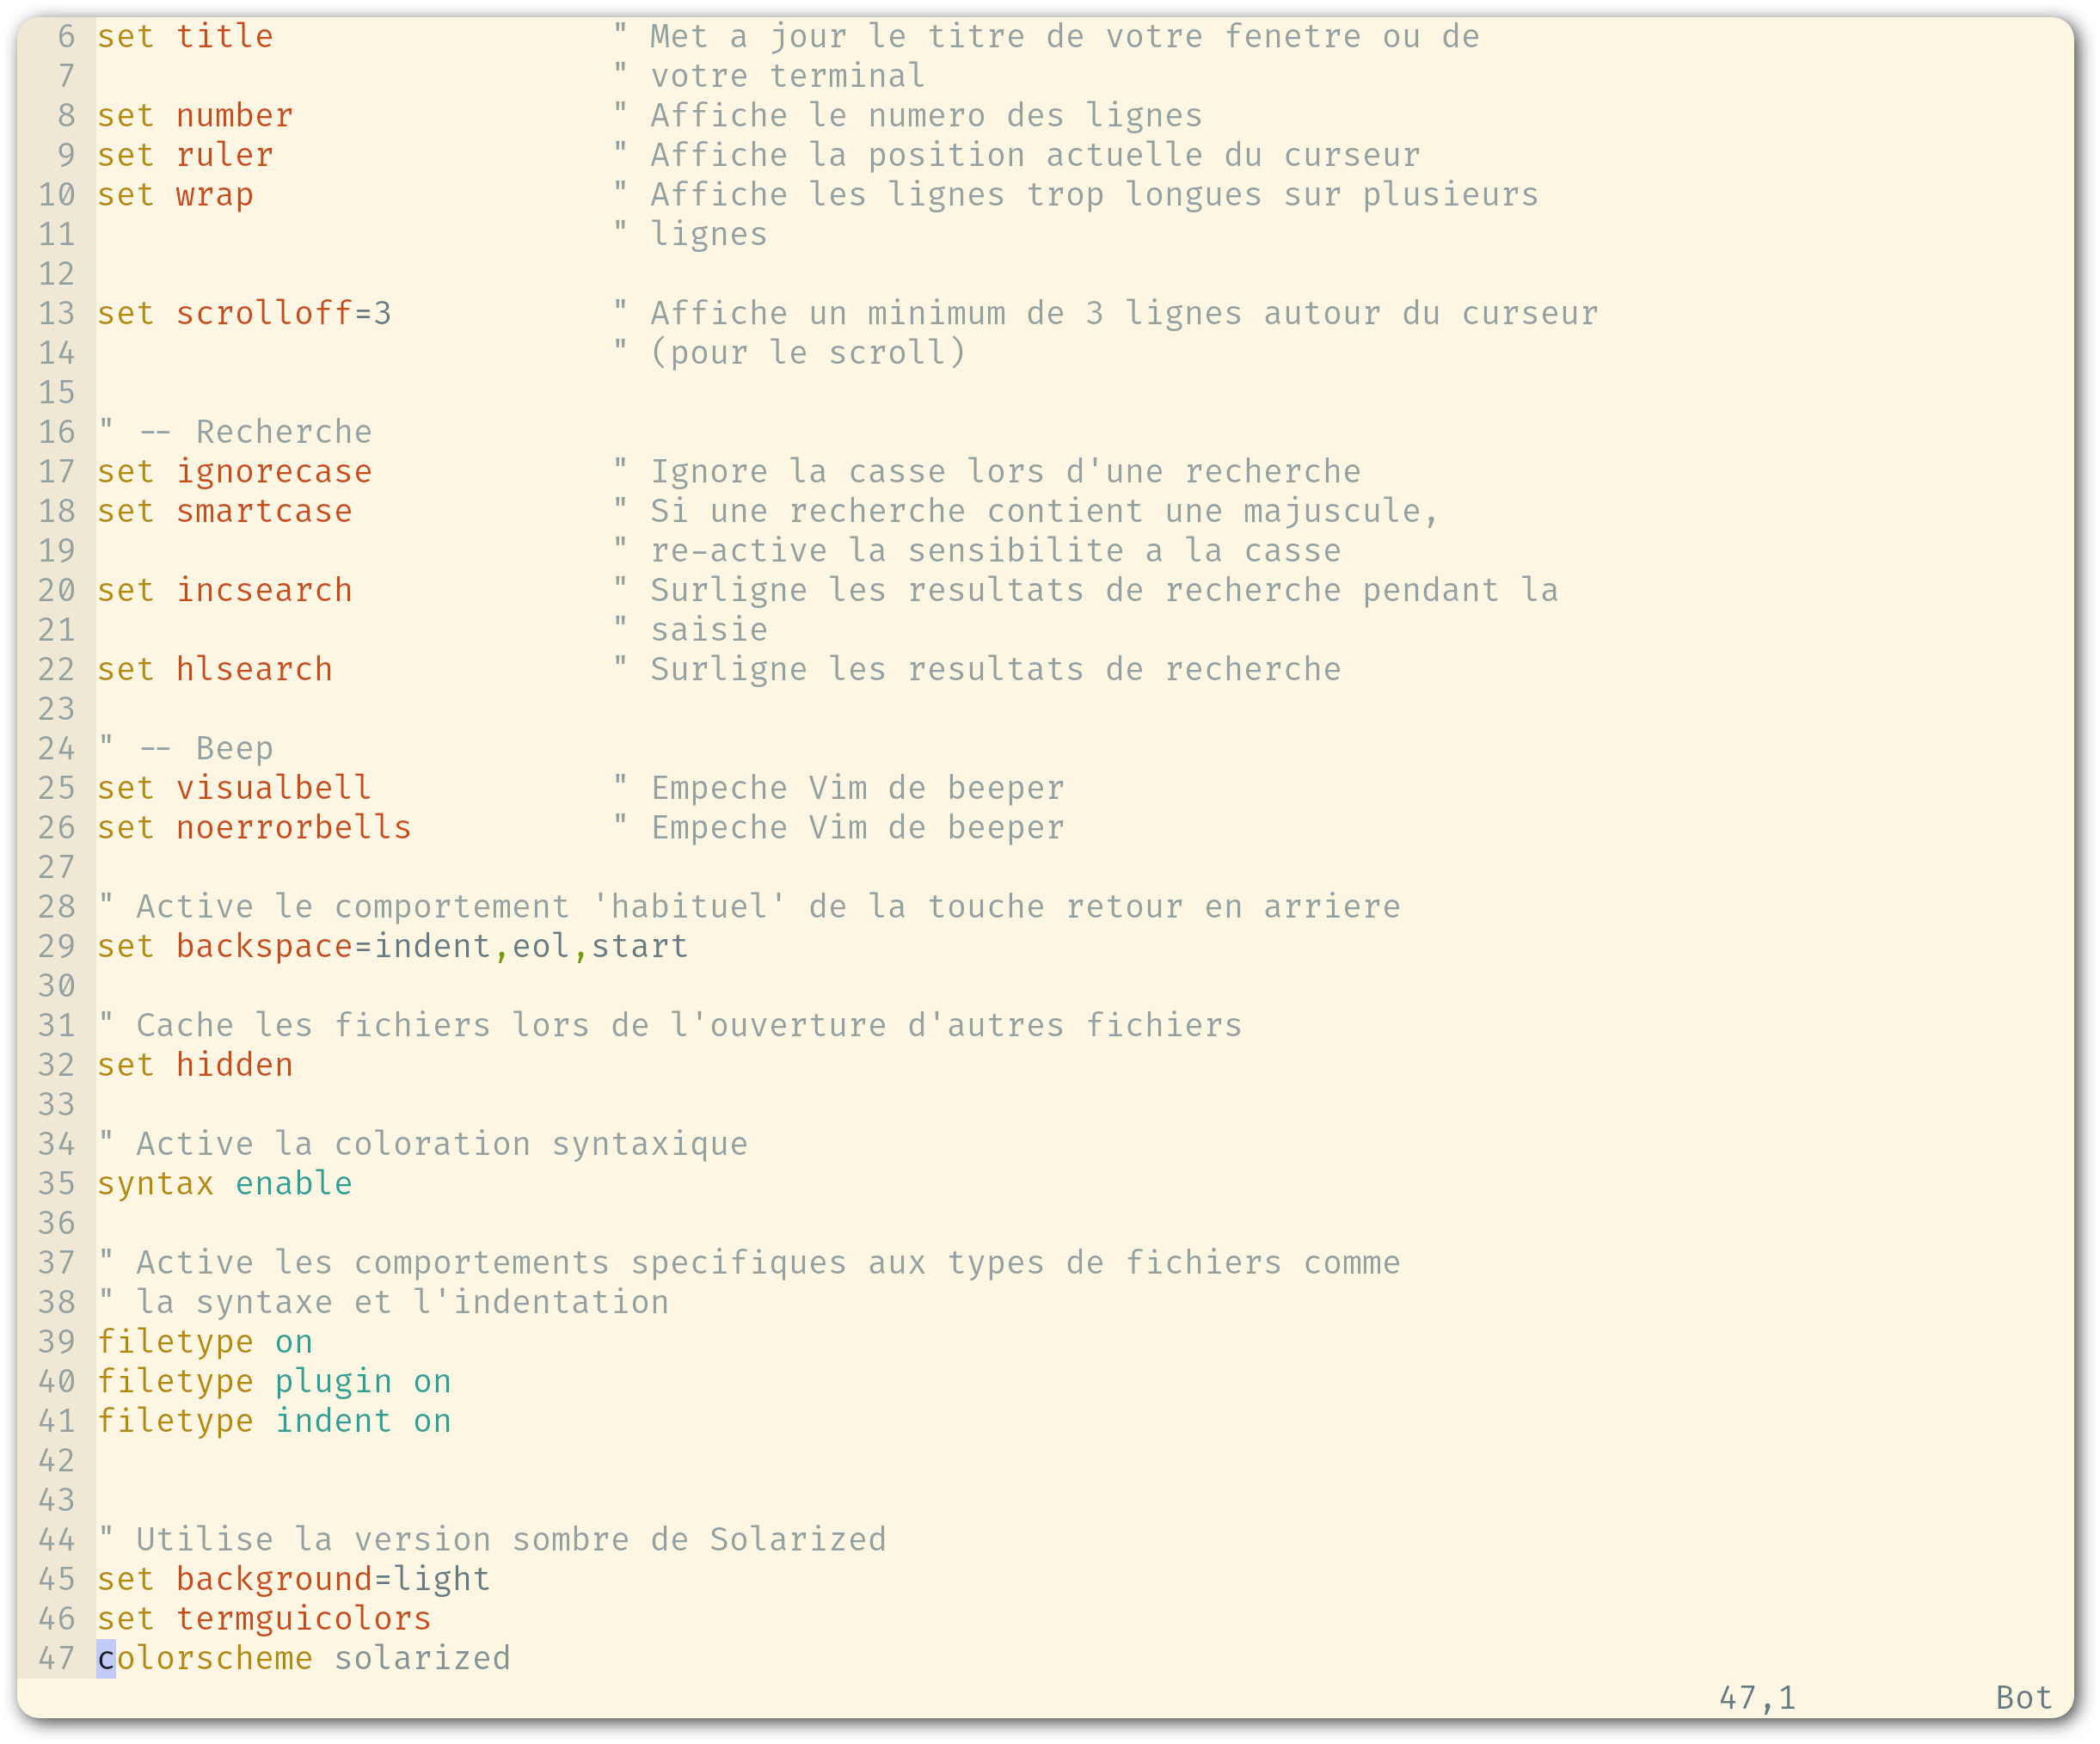 6 set title                 " Met a jour le titre de votre fenetre ou de
7                           " votre terminal
8 set number                " Affiche le numero des lignes
9 set ruler                 " Affiche la position actuelle du curseur
10 set wrap                  " Affiche les lignes trop longues sur plusieurs
11                           " lignes
12
13 set scrolloff=3           " Affiche un minimum de 3 lignes autour du curseur
14                           " (pour le scroll)
15
16 " -- Recherche
17 set ignorecase            " Ignore la casse lors d'une recherche
18 set smartcase             " Si une recherche contient une majuscule,
19                           " re-active la sensibilite a la casse
20 set incsearch             " Surligne les resultats de recherche pendant la
21                           " saisie
22 set hlsearch              " Surligne les resultats de recherche
23
24 " -- Beep
25 set visualbell            " Empeche Vim de beeper
26 set noerrorbells          " Empeche Vim de beeper
27
28 " Active le comportement 'habituel' de la touche retour en arriere
29 set backspace=indent,eol,start
30
31 " Cache les fichiers lors de l'ouverture d'autres fichiers
32 set hidden
33
34 " Active la coloration syntaxique
35 syntax enable
36
37 " Active les comportements specifiques aux types de fichiers comme
38 " la syntaxe et l'indentation
39 filetype on
40 filetype plugin on
41 filetype indent on
42
43
44 " Utilise la version sombre de Solarized
45 set background=light
46 set termguicolors
47 colorscheme solarized
47,1          Bot